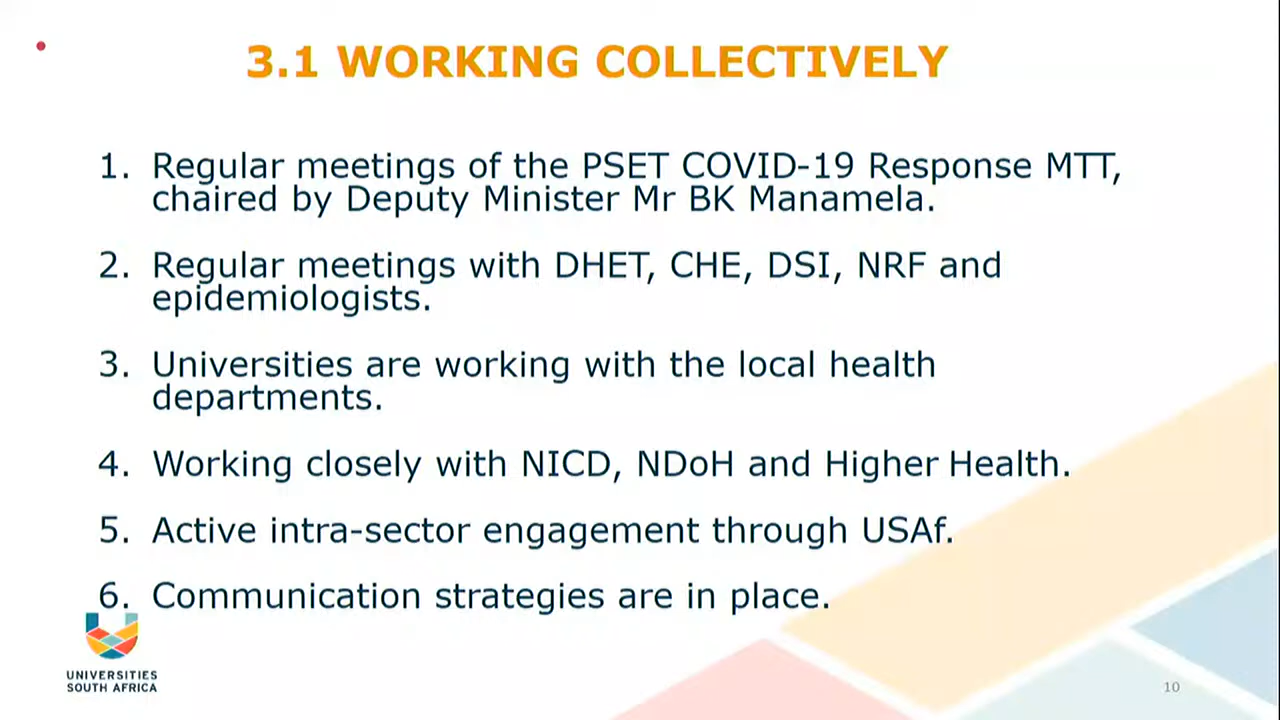 3.1 WORKING COLLECTIVELY
1. Regular meetings of the PSET COVID-19 Response MTT,
chaired by Deputy Minister Mr BK Manamela.
2. Regular meetings with DHET, CHE, DSI, NRF and
epidemiologists.
3. Universities are working with the local health
departments.
4. Working closely with NICD, NDoH and Higher Health.
5. Active intra-sector engagement through USAf.
6. Communication strategies are in place.
UNIVERSITIES
SOUTH AFRICA
10